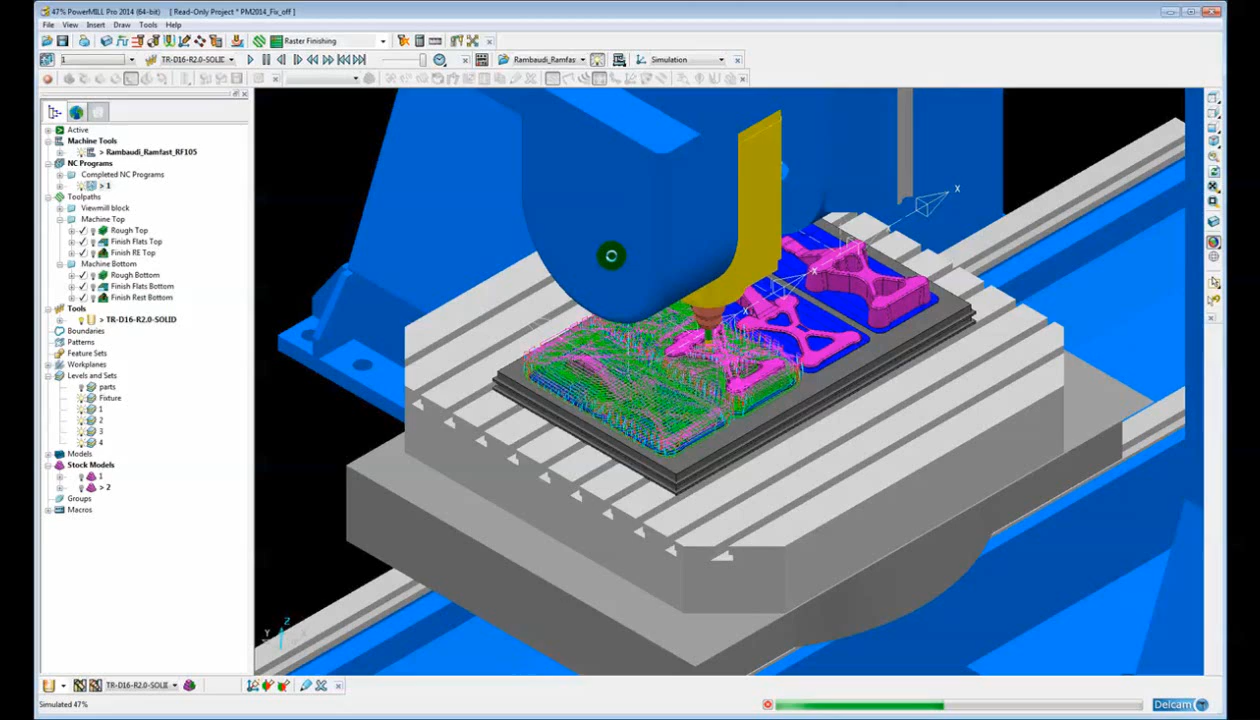 47% PowerMILL Pro 2014 (64-bit) [ Read-Only Project * PM2014_Fix_off ]
File View Insert Draw Tools Help
Raster Finishing
1 TR-D16-R2.0-SOLID Rambaudi_Ramfas Simulation
Active
Machine Tools
> Rambaudi_Ramfast_RF105
NC Programs
Completed NC Programs
> 1
Toolpaths
Viewmill block
Machine Top
Rough Top
Finish Flats Top
Finish RE Top
Machine Bottom
Rough Bottom
Finish Flats Bottom
Finish Rest Bottom
Tools
> TR-D16-R2.0-SOLID
Boundaries
Patterns
Feature Sets
Workplanes
Levels and Sets
parts
Fixture
1
2
3
4
Models
Stock Models
1
> 2
Groups
Macros
X
X
X
Z
Y
TR-D16-R2.0-SOLID
Simulated 47%
Delcam